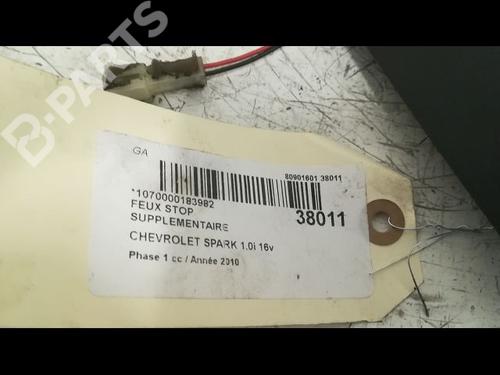 B-PARTS
GA
80901601 38011
*1070000183982
38011
FEUX STOP
SUPPLEMENTAIRE
CHEVROLET SPARK 1.0i 16v
Phase 1 cc / Année 2010